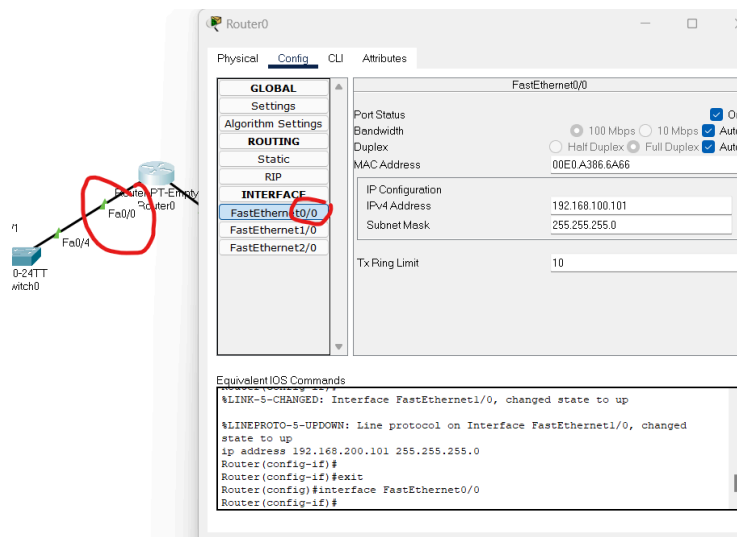 Router0
Physical Config CLI Attributes
GLOBAL
Settings
Algorithm Settings
ROUTING
Static
RIP
INTERFACE
FastEthernet0/0
FastEthernet1/0
FastEthernet2/0
FastEthernet0/0
Port Status
Bandwidth 100 Mbps 10 Mbps
Duplex Half Duplex Full Duplex
MAC Address 00E0.A386.6A66
IP Configuration
IPv4 Address 192.168.100.101
Subnet Mask 255.255.255.0
Tx Ring Limit 10
Equivalent IOS Commands
%LINK-5-CHANGED: Interface FastEthernet1/0, changed state to up
%LINEPROTO-5-UPDOWN: Line protocol on Interface FastEthernet1/0, changed
state to up
ip address 192.168.200.101 255.255.255.0
Router(config-if)#
Router(config-if)#exit
Router(config)#interface FastEthernet0/0
Router(config-if)#
Router-PT-Empty
Router0
Fa0/0
Fa0/4
0-24TT